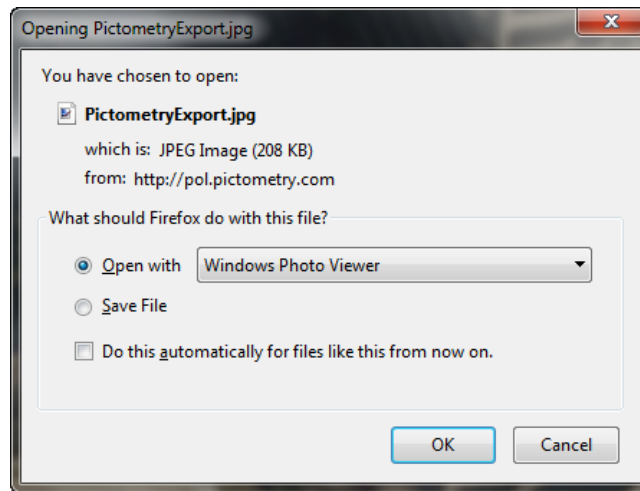 Opening PictometryExport.jpg
You have chosen to open:
PictometryExport.jpg
which is: JPEG Image (208 KB)
from: http://pol.pictometry.com
What should Firefox do with this file?
Open with Windows Photo Viewer
Save File
Do this automatically for files like this from now on.
OK Cancel